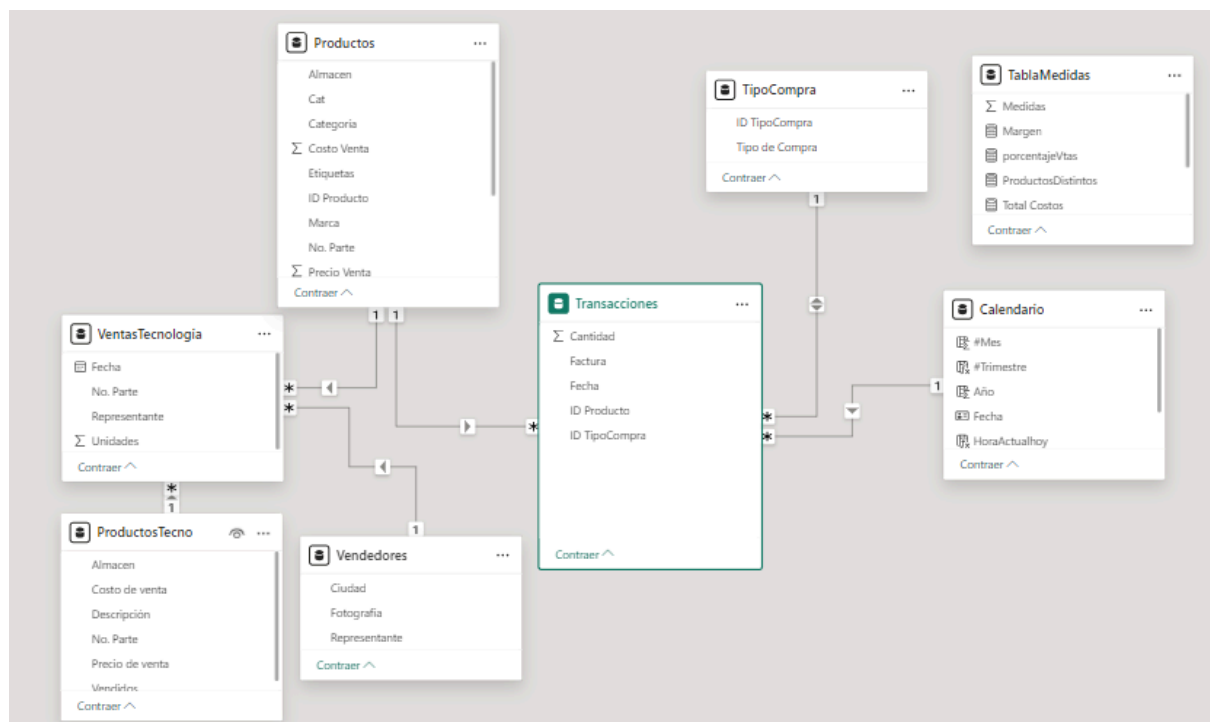 Productos
Almacen
Cat
Categoria
Costo Venta
Etiquetas
ID Producto
Marca
No. Parte
Precio Venta
Contraer
TipoCompra
ID TipoCompra
Tipo de Compra
Contraer
TablaMedidas
Medidas
Margen
porcentajeVtas
ProductosDistintos
Total Costos
Contraer
VentasTecnologia
Fecha
No. Parte
Representante
Unidades
Contraer
Transacciones
Cantidad
Factura
Fecha
ID Producto
ID TipoCompra
Contraer
Calendario
#Mes
#Trimestre
Año
Fecha
HoraActualhoy
Contraer
ProductosTecno
Almacen
Costo de venta
Descripción
No. Parte
Precio de venta
Vendidos
Contraer
Vendedores
Ciudad
Fotografia
Representante
Contraer
1 1
1
1
1
1
* * * * * *